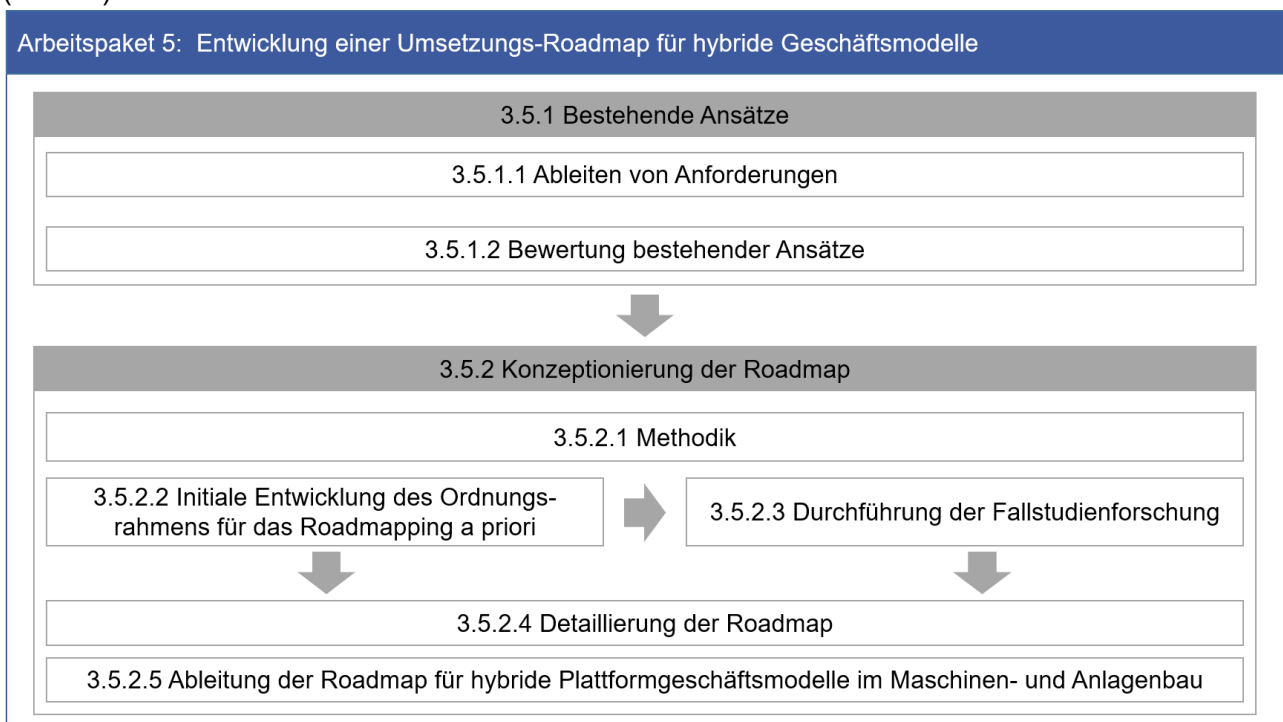 Arbeitspaket 5: Entwicklung einer Umsetzungs-Roadmap für hybride Geschäftsmodelle
3.5.1 Bestehende Ansätze
3.5.1.1 Ableiten von Anforderungen
3.5.1.2 Bewertung bestehender Ansätze
3.5.2 Konzeptionierung der Roadmap
3.5.2.1 Methodik
3.5.2.2 Initiale Entwicklung des Ordnungs-
rahmens für das Roadmapping a priori
3.5.2.3 Durchführung der Fallstudienforschung
3.5.2.4 Detaillierung der Roadmap
3.5.2.5 Ableitung der Roadmap für hybride Plattformgeschäftsmodelle im Maschinen- und Anlagenbau